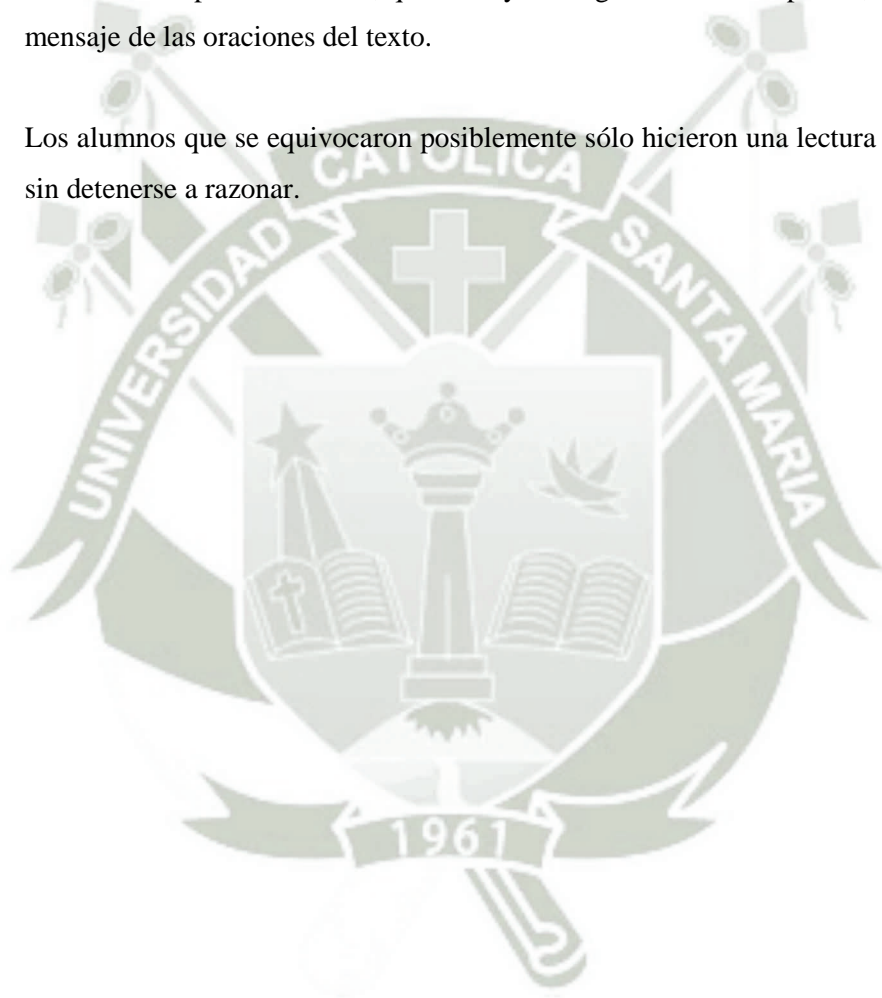 mensaje de las oraciones del texto.
Los alumnos que se equivocaron posiblemente sólo hicieron una lectura
sin detenerse a razonar.
UNIVERSIDAD CATOLICA SANTA MARIA
1961